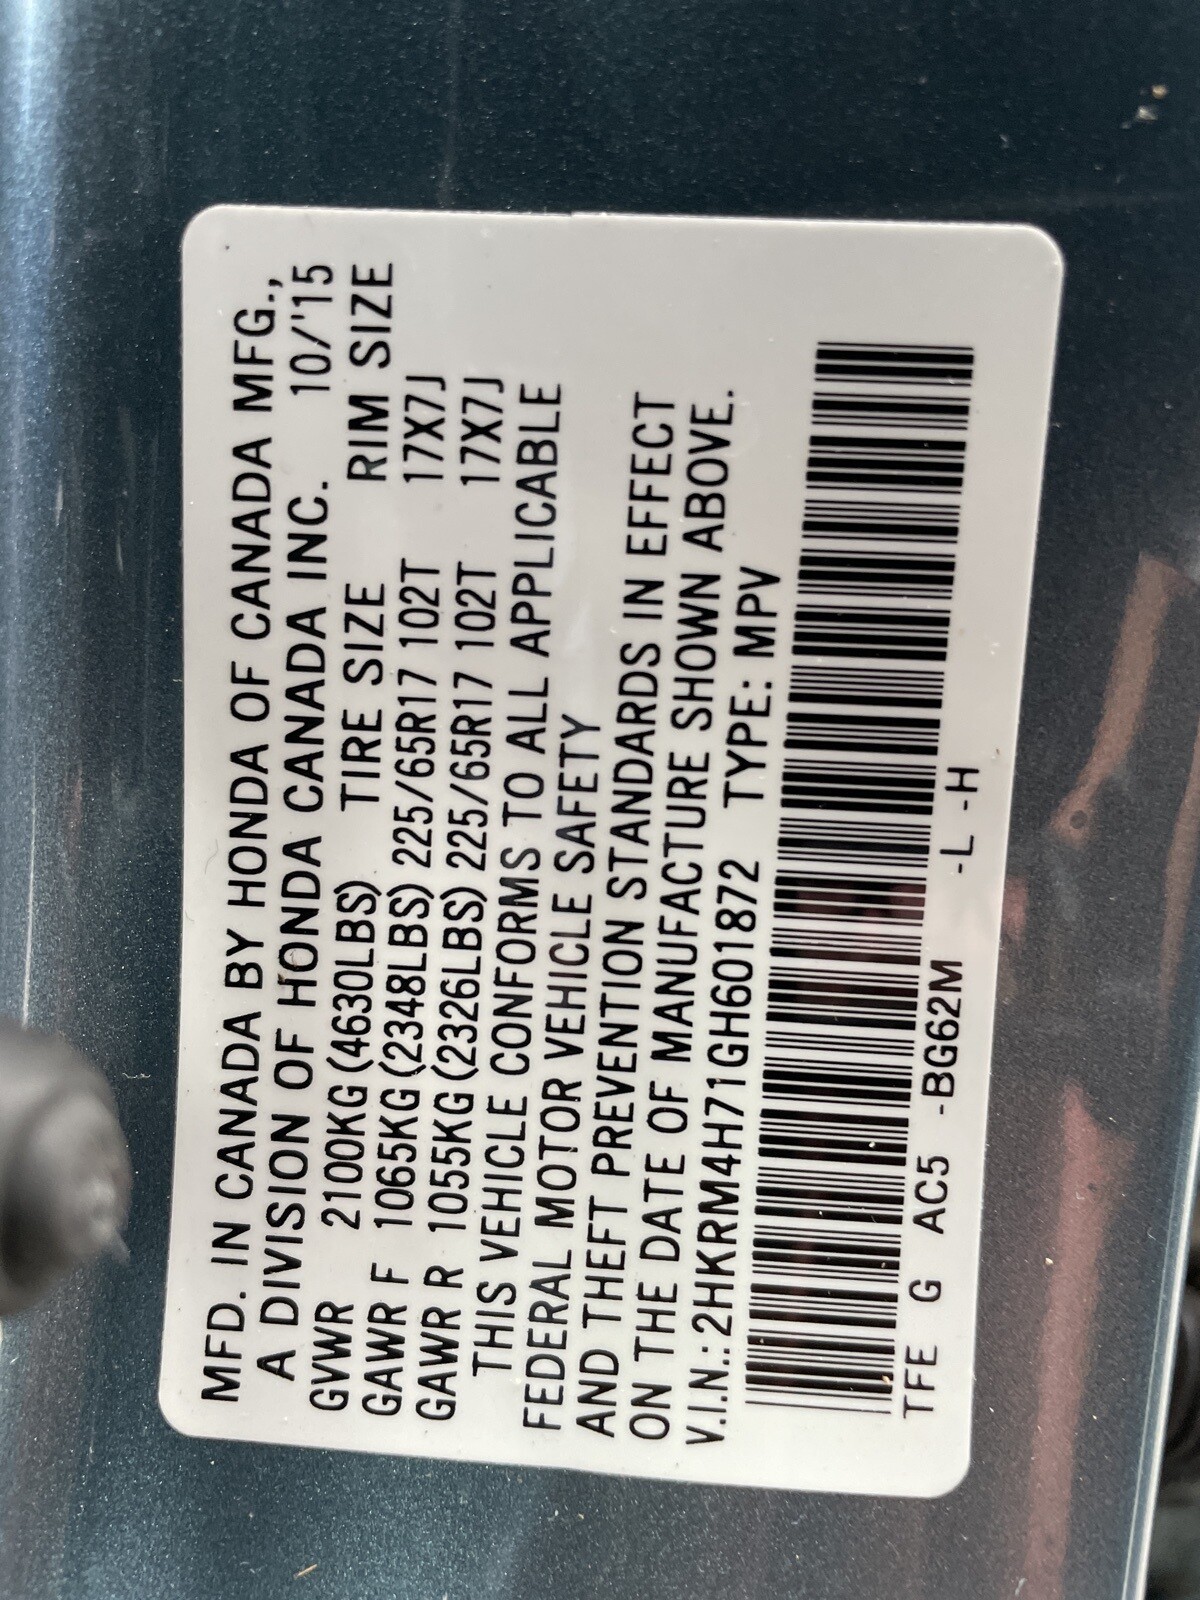 MFD. IN CANADA BY HONDA OF CANADA MFG.,
A DIVISION OF HONDA CANADA INC. 10/'15
GVWR 2100KG (4630LBS) TIRE SIZE RIM SIZE
GAWR F 1065KG (2348LBS) 225/65R17 102T 17X7J
GAWR R 1055KG (2326LBS) 225/65R17 102T 17X7J
THIS VEHICLE CONFORMS TO ALL APPLICABLE
FEDERAL MOTOR VEHICLE SAFETY
AND THEFT PREVENTION STANDARDS IN EFFECT
ON THE DATE OF MANUFACTURE SHOWN ABOVE.
V.I.N.: 2HKRM4H71GH601872 TYPE: MPV
TFE G AC5 -BG62M -L -H